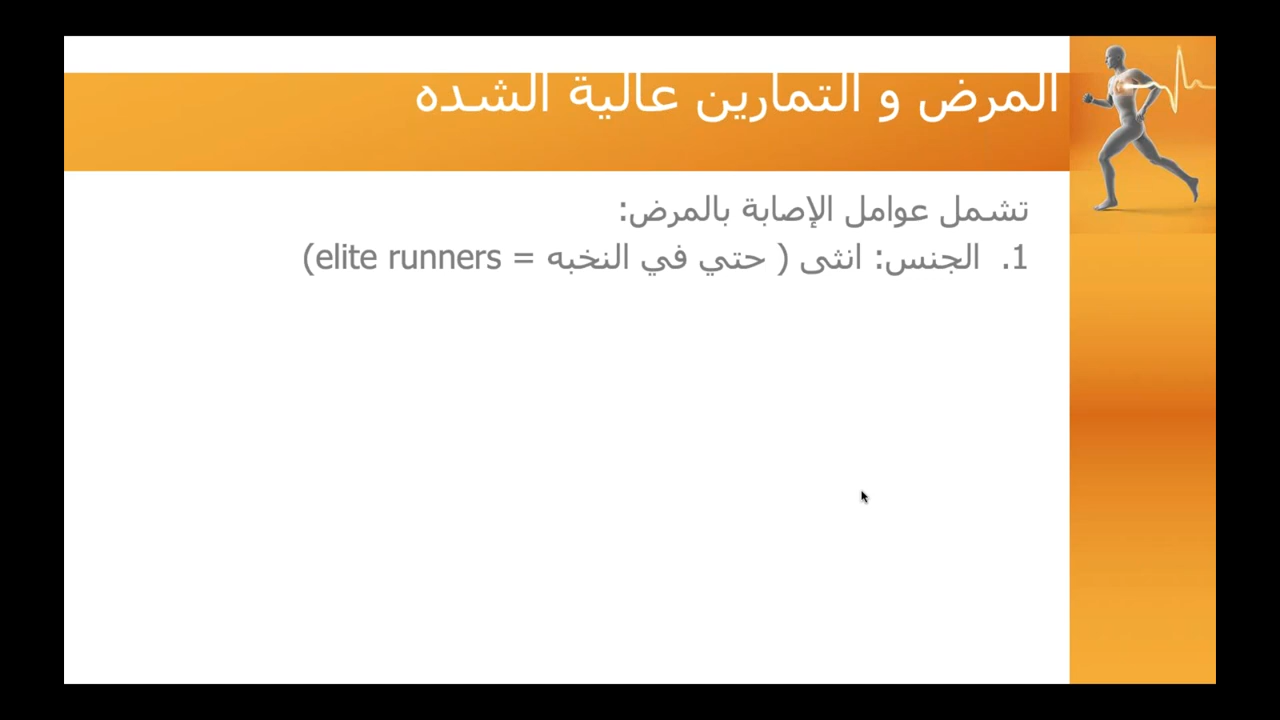 المرض و التمارين عالية الشده
تشمل عوامل الإصابة بالمرض:
1. الجنس: انثى ( حتي في النخبه = elite runners)